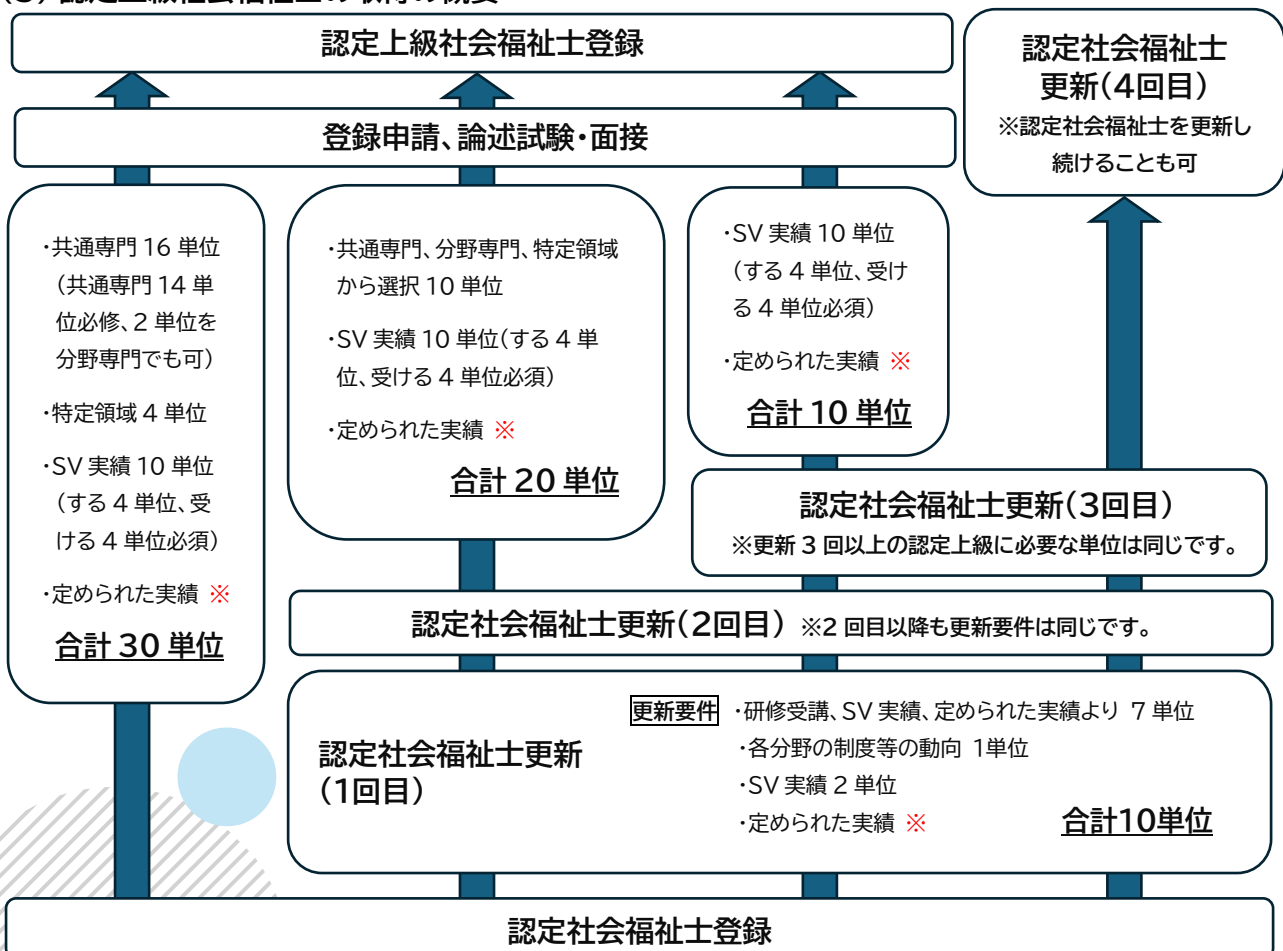 認定上級社会福祉士登録
認定社会福祉士
更新(4回目)
※認定社会福祉士を更新し
続けることも可
登録申請、論述試験・面接
・共通専門 16 単位
(共通専門 14 単
位必修、2 単位を
分野専門でも可)
・特定領域 4 単位
・SV 実績 10 単位
(する 4 単位、受
ける 4 単位必須)
・定められた実績 ※
合計 30 単位
・共通専門、分野専門、特定領域
から選択 10 単位
・SV 実績 10 単位(する 4 単
位、受ける 4 単位必須)
・定められた実績 ※
合計 20 単位
・SV 実績 10 単位
(する 4 単位、受け
る 4 単位必須)
・定められた実績 ※
合計 10 単位
認定社会福祉士更新(3回目)
※更新 3 回以上の認定上級に必要な単位は同じです。
認定社会福祉士更新(2回目) ※2 回目以降も更新要件は同じです。
認定社会福祉士更新
(1回目)
更新要件 ・研修受講、SV 実績、定められた実績より 7 単位
・各分野の制度等の動向 1単位
・SV 実績 2 単位
・定められた実績 ※
合計10単位
認定社会福祉士登録